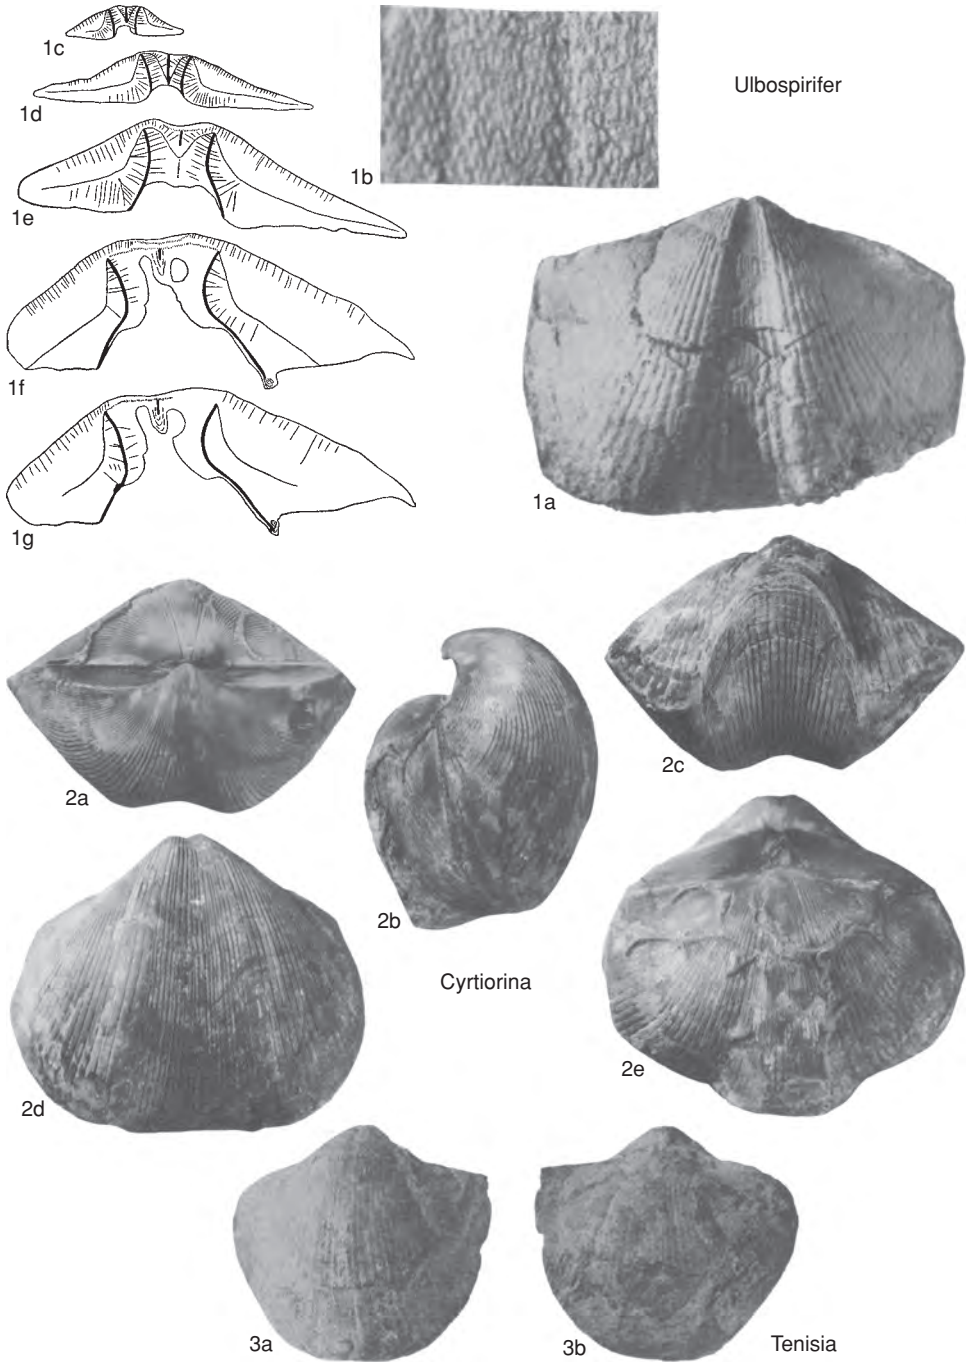 1c
1d
1b
Ulbospirifer
1e
1f
1a
1g
2a
2b
2c
2d
Cyrtiorina
2e
3a
3b
Tenisia